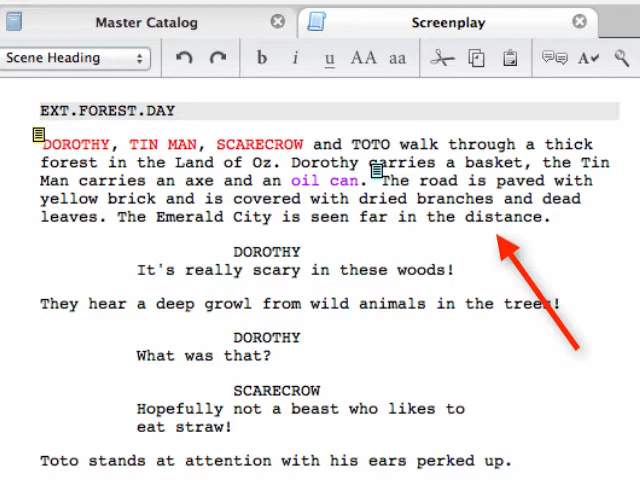 Master Catalog
Screenplay
Scene Heading
b i u AA aa A
EXT.FOREST.DAY
DOROTHY, TIN MAN, SCARECROW and TOTO walk through a thick
forest in the Land of Oz. Dorothy carries a basket, the Tin
Man carries an axe and an oil can. The road is paved with
yellow brick and is covered with dried branches and dead
leaves. The Emerald City is seen far in the distance.
DOROTHY
It's really scary in these woods!
They hear a deep growl from wild animals in the trees!
DOROTHY
What was that?
SCARECROW
Hopefully not a beast who likes to
eat straw!
Toto stands at attention with his ears perked up.